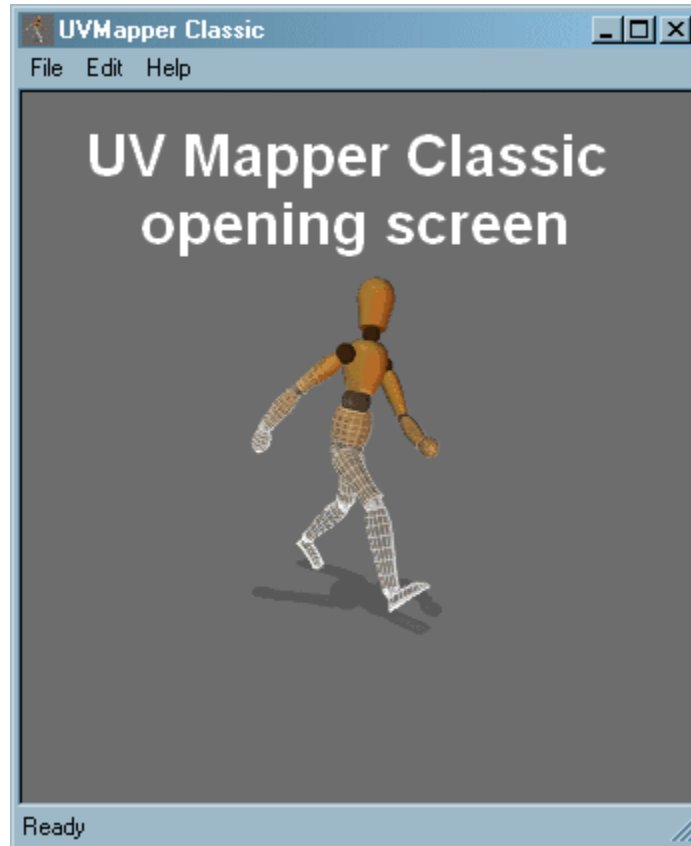 UVMapper Classic
File Edit Help
UV Mapper Classic
opening screen
Ready